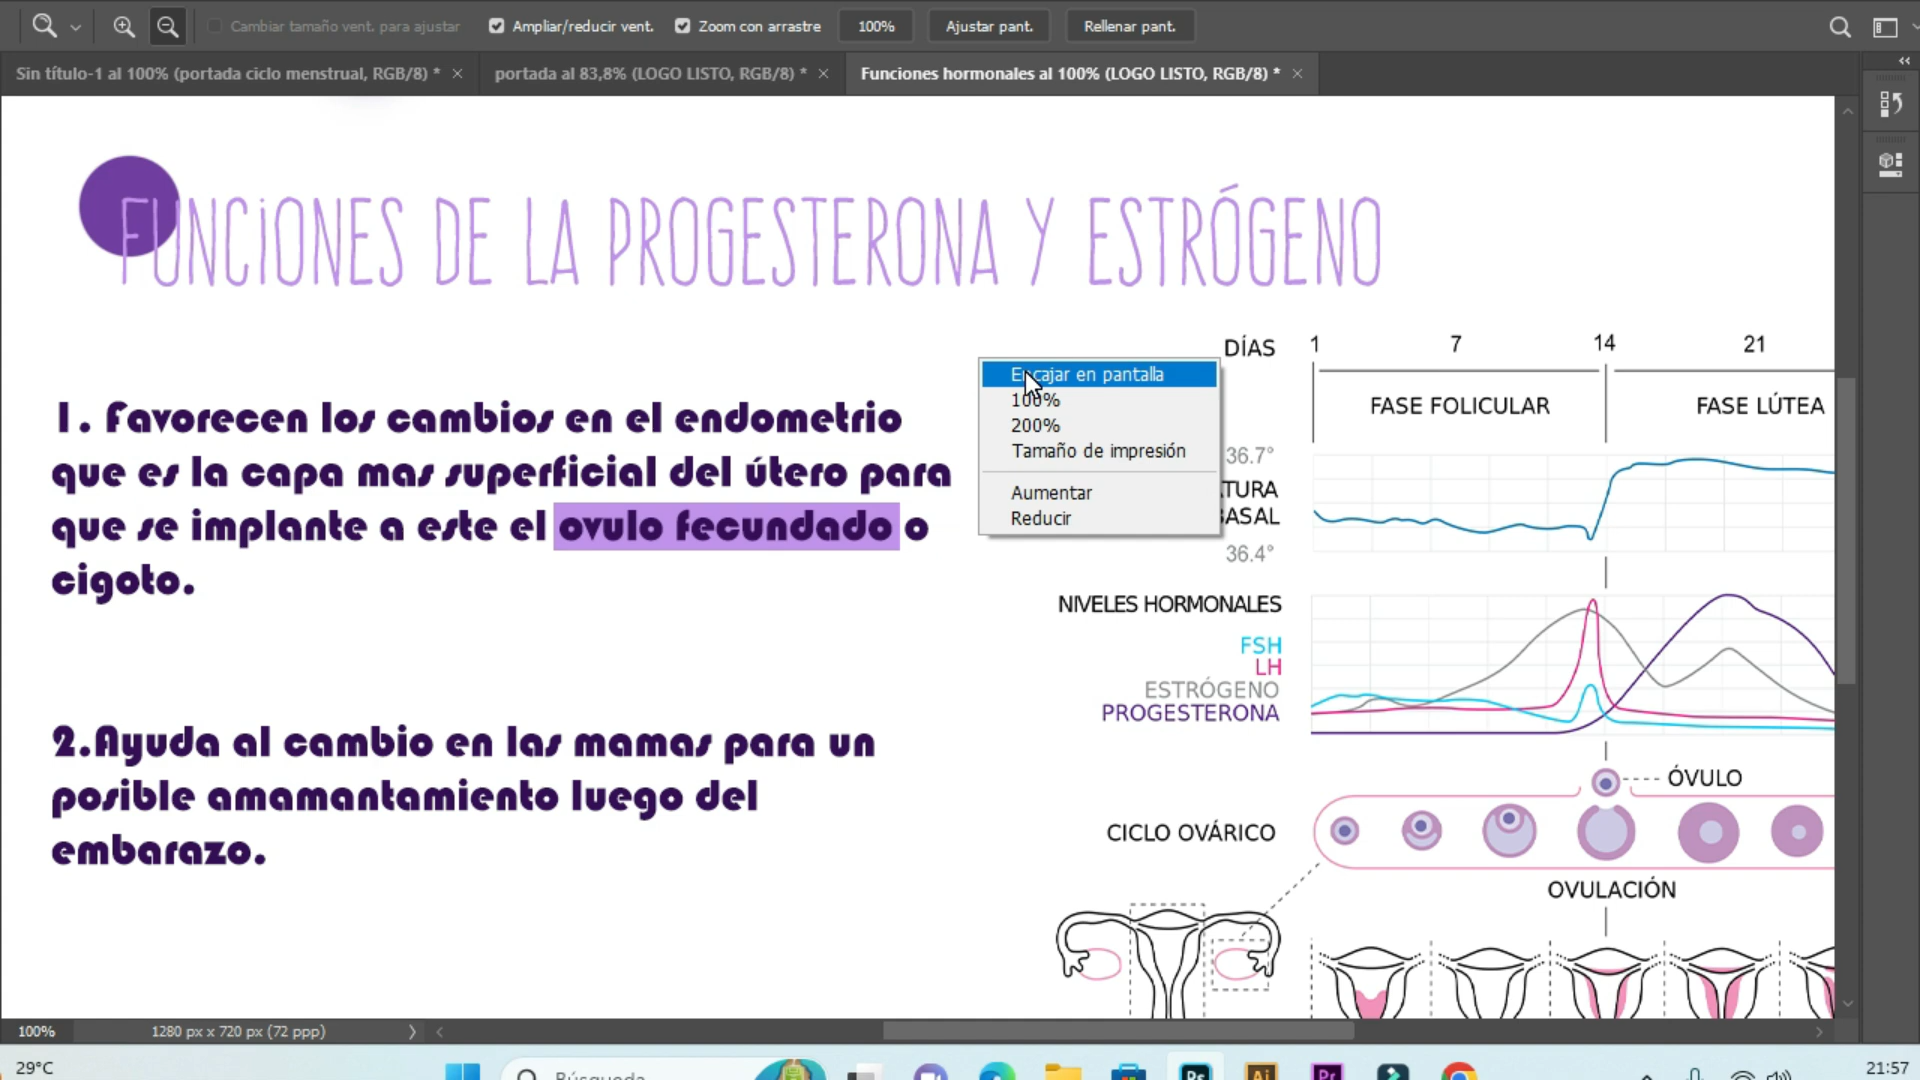 Cambiar tamaño vent. para ajustar
Ampliar/reducir vent.
Zoom con arrastre
100%
Ajustar pant.
Rellenar pant.
Sin título-1 al 100% (portada ciclo menstrual, RGB/8) *
portada al 83,8% (LOGO LISTO, RGB/8) *
Funciones hormonales al 100% (LOGO LISTO, RGB/8) *
FUNCIONES DE LA PROGESTERONA Y ESTRÓGENO
1. Favorecen los cambios en el endometrio
que es la capa mas superficial del útero para
que se implante a este el ovulo fecundado o
cigoto.
2.Ayuda al cambio en las mamas para un
posible amamantamiento luego del
embarazo.
Encajar en pantalla
100%
200%
Tamaño de impresión
Aumentar
Reducir
DÍAS
1
7
14
21
FASE FOLICULAR
FASE LÚTEA
36.7°
TURA
BASAL
36.4°
NIVELES HORMONALES
FSH
LH
ESTRÓGENO
PROGESTERONA
ÓVULO
CICLO OVÁRICO
OVULACIÓN
100%
1280 px x 720 px (72 ppp)
29°C
Búsqueda
Ps
Ai
Pr
21:57